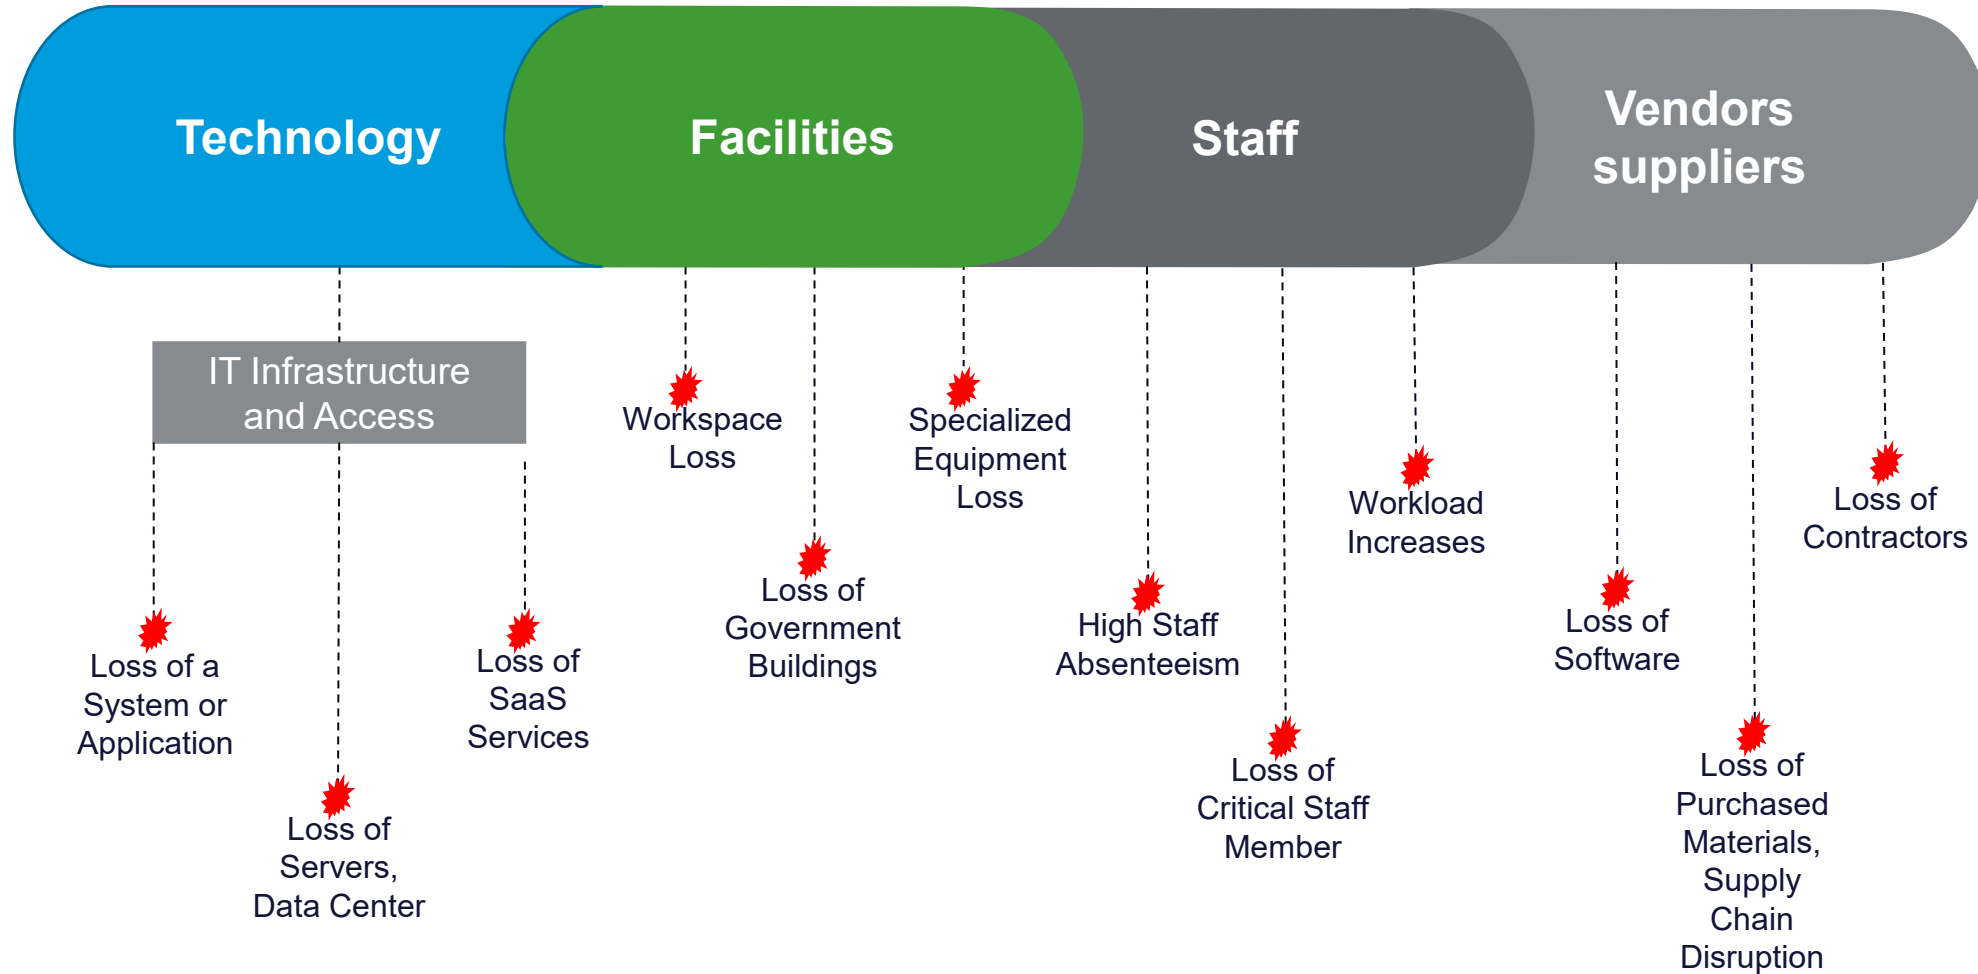 Technology
Facilities
Staff
Vendors
suppliers
IT Infrastructure
and Access
Loss of a
System or
Application
Loss of
Servers,
Data Center
Loss of
SaaS
Services
Workspace
Loss
Loss of
Government
Buildings
Specialized
Equipment
Loss
High Staff
Absenteeism
Loss of
Critical Staff
Member
Workload
Increases
Loss of
Software
Loss of
Purchased
Materials,
Supply
Chain
Disruption
Loss of
Contractors